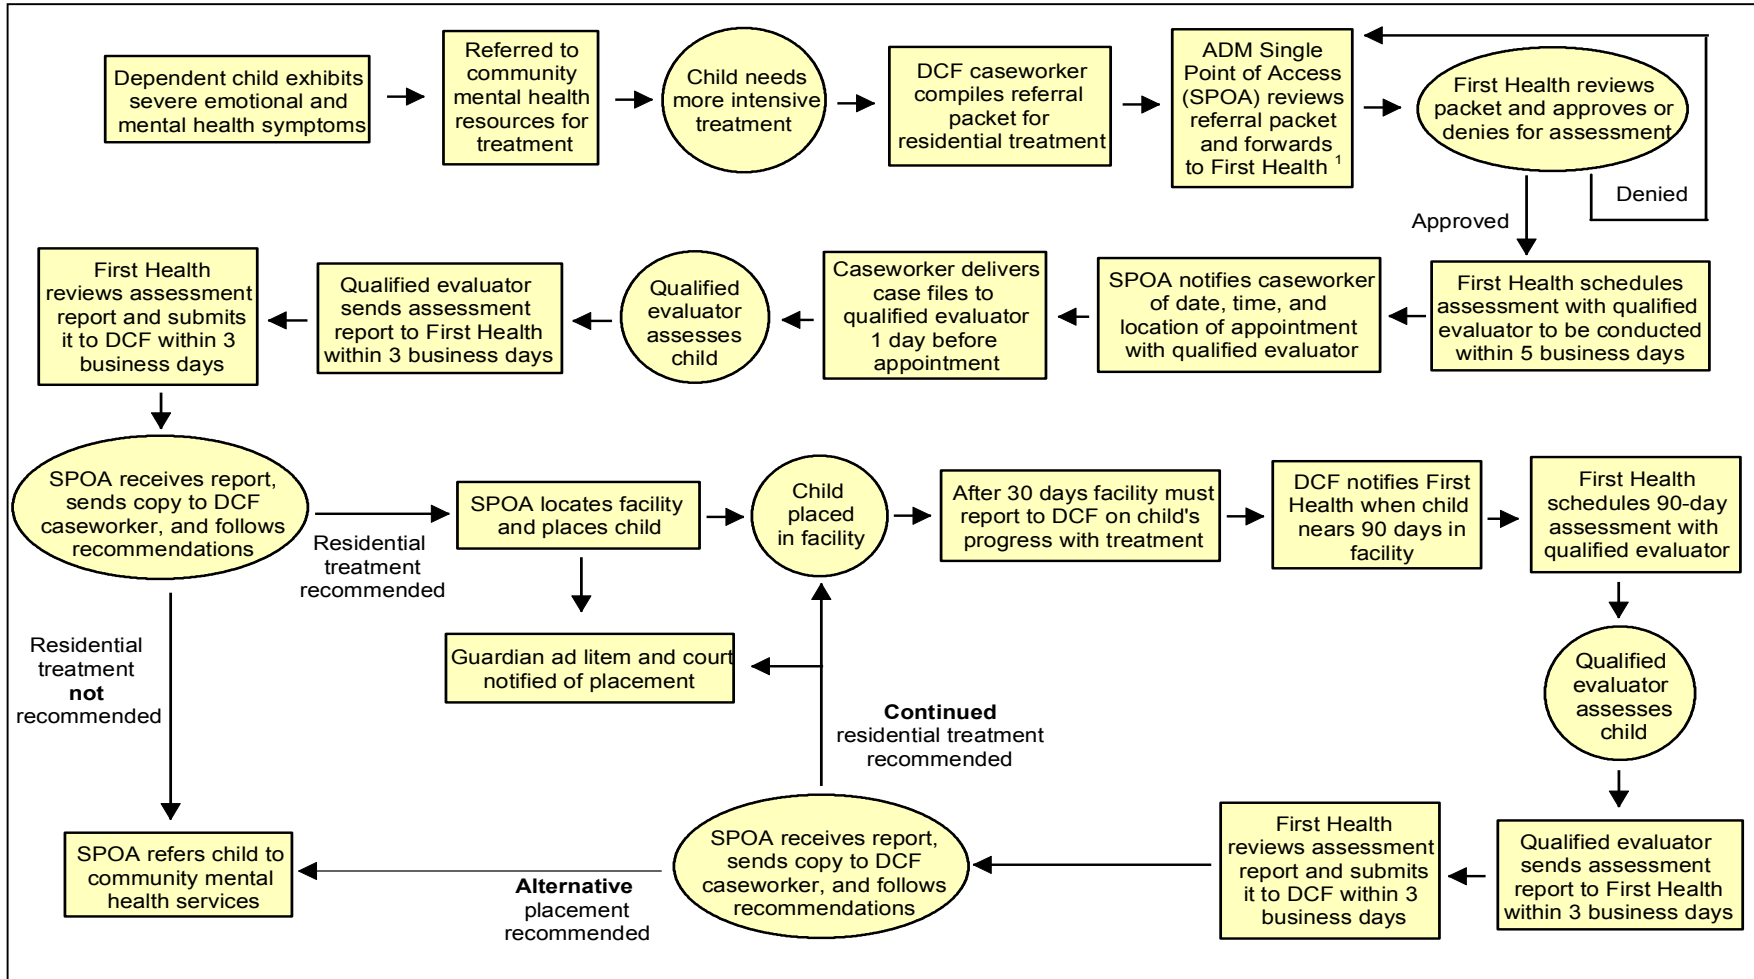 Dependent child exhibits
severe emotional and
mental health symptoms
Referred to
community
mental health
resources for
treatment
Child needs
more intensive
treatment
DCF caseworker
compiles referral
packet for
residential treatment
ADM Single
Point of Access
(SPOA) reviews
referral packet
and forwards
to First Health 1
First Health reviews
packet and approves or
denies for assessment
Denied
Approved
First Health schedules
assessment with qualified
evaluator to be conducted
within 5 business days
SPOA notifies caseworker
of date, time, and
location of appointment
with qualified evaluator
Caseworker delivers
case files to
qualified evaluator
1 day before
appointment
Qualified
evaluator
assesses
child
Qualified evaluator
sends assessment
report to First Health
within 3 business days
First Health
reviews assessment
report and submits
it to DCF within 3
business days
SPOA receives report,
sends copy to DCF
caseworker, and follows
recommendations
Residential
treatment
recommended
SPOA locates facility
and places child
Child
placed
in facility
After 30 days facility must
report to DCF on child's
progress with treatment
DCF notifies First
Health when child
nears 90 days in
facility
First Health
schedules 90-day
assessment with
qualified evaluator
Residential
treatment
not
recommended
Guardian ad litem and court
notified of placement
Continued
residential treatment
recommended
Qualified
evaluator
assesses
child
Qualified evaluator
sends assessment
report to First Health
within 3 business days
First Health
reviews assessment
report and submits
it to DCF within 3
business days
SPOA receives report,
sends copy to DCF
caseworker, and follows
recommendations
Alternative
placement
recommended
SPOA refers child to
community mental
health services